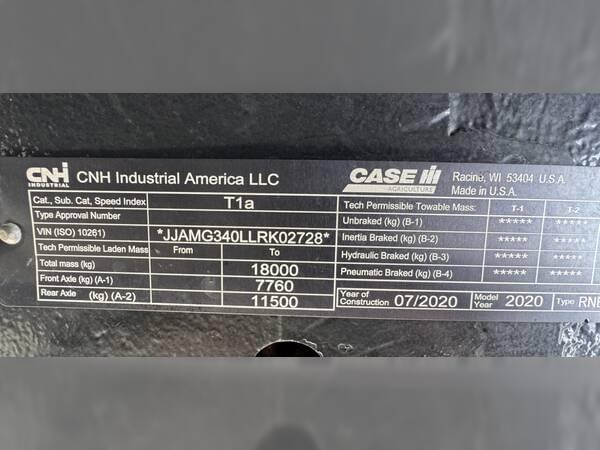 CNH
INDUSTRIAL
CNH Industrial America LLC
CASE IH
AGRICULTURE
Racine, WI 53404 U.S.A.
Made in U.S.A.
Cat., Sub. Cat, Speed Index T1a
Type Approval Number
VIN (ISO) 10261) *JJAMG340LLRK02728*
Tech Permissible Laden Mass From To
Total mass (kg) 18000
Front Axle (kg) (A-1) 7760
Rear Axle (kg) (A-2) 11500
Tech Permissible Towable Mass: T-1 T-2
Unbraked (kg) (B-1) ***** *****
Inertia Braked (kg) (B-2) ***** *****
Hydraulic Braked (kg) (B-3) ***** *****
Pneumatic Braked (kg) (B-4) ***** *****
Year of Construction 07/2020 Model Year 2020 Type